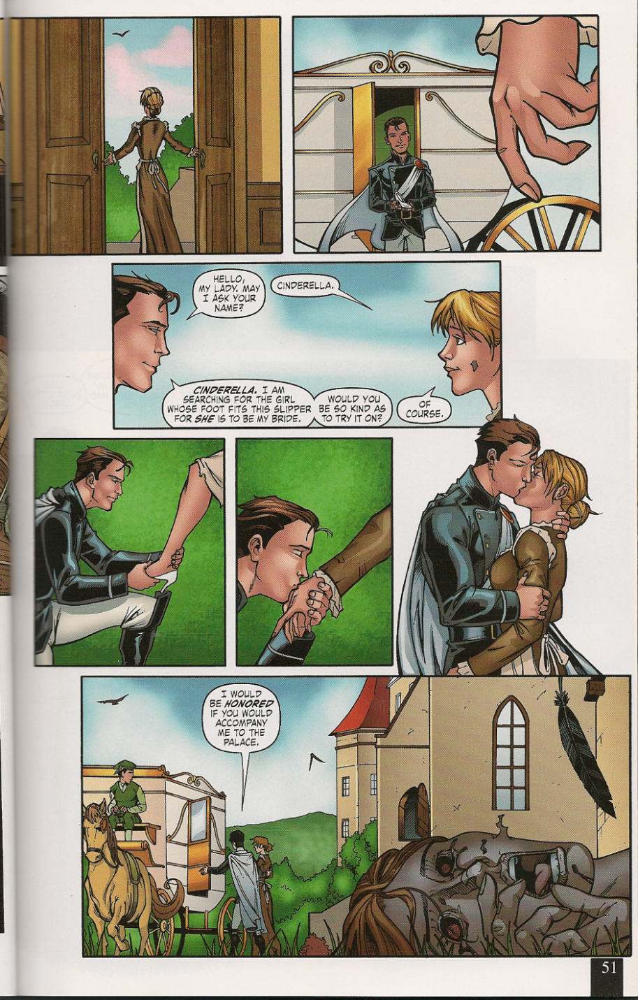 HELLO,
MY LADY. MAY
I ASK YOUR
NAME?
CINDERELLA.
CINDERELLA. I AM
SEARCHING FOR THE GIRL
WHOSE FOOT FITS THIS SLIPPER
FOR SHE IS TO BE MY BRIDE.
WOULD YOU
BE SO KIND AS
TO TRY IT ON?
OF
COURSE.
I WOULD
BE HONORED
IF YOU WOULD
ACCOMPANY
ME TO THE
PALACE.
51